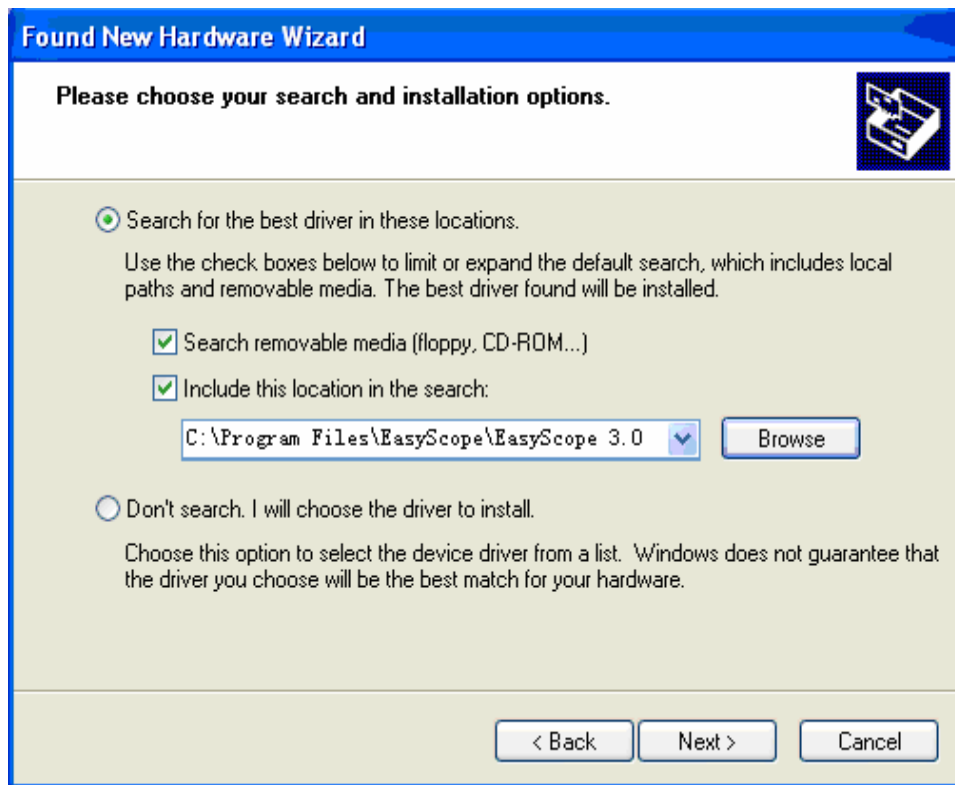 Found New Hardware Wizard
Please choose your search and installation options.
Search for the best driver in these locations.
Use the check boxes below to limit or expand the default search, which includes local
paths and removable media. The best driver found will be installed.
Search removable media (floppy, CD-ROM...)
Include this location in the search:
C:\Program Files\EasyScope\EasyScope 3.0
Browse
Don't search. I will choose the driver to install.
Choose this option to select the device driver from a list. Windows does not guarantee that
the driver you choose will be the best match for your hardware.
< Back Next > Cancel